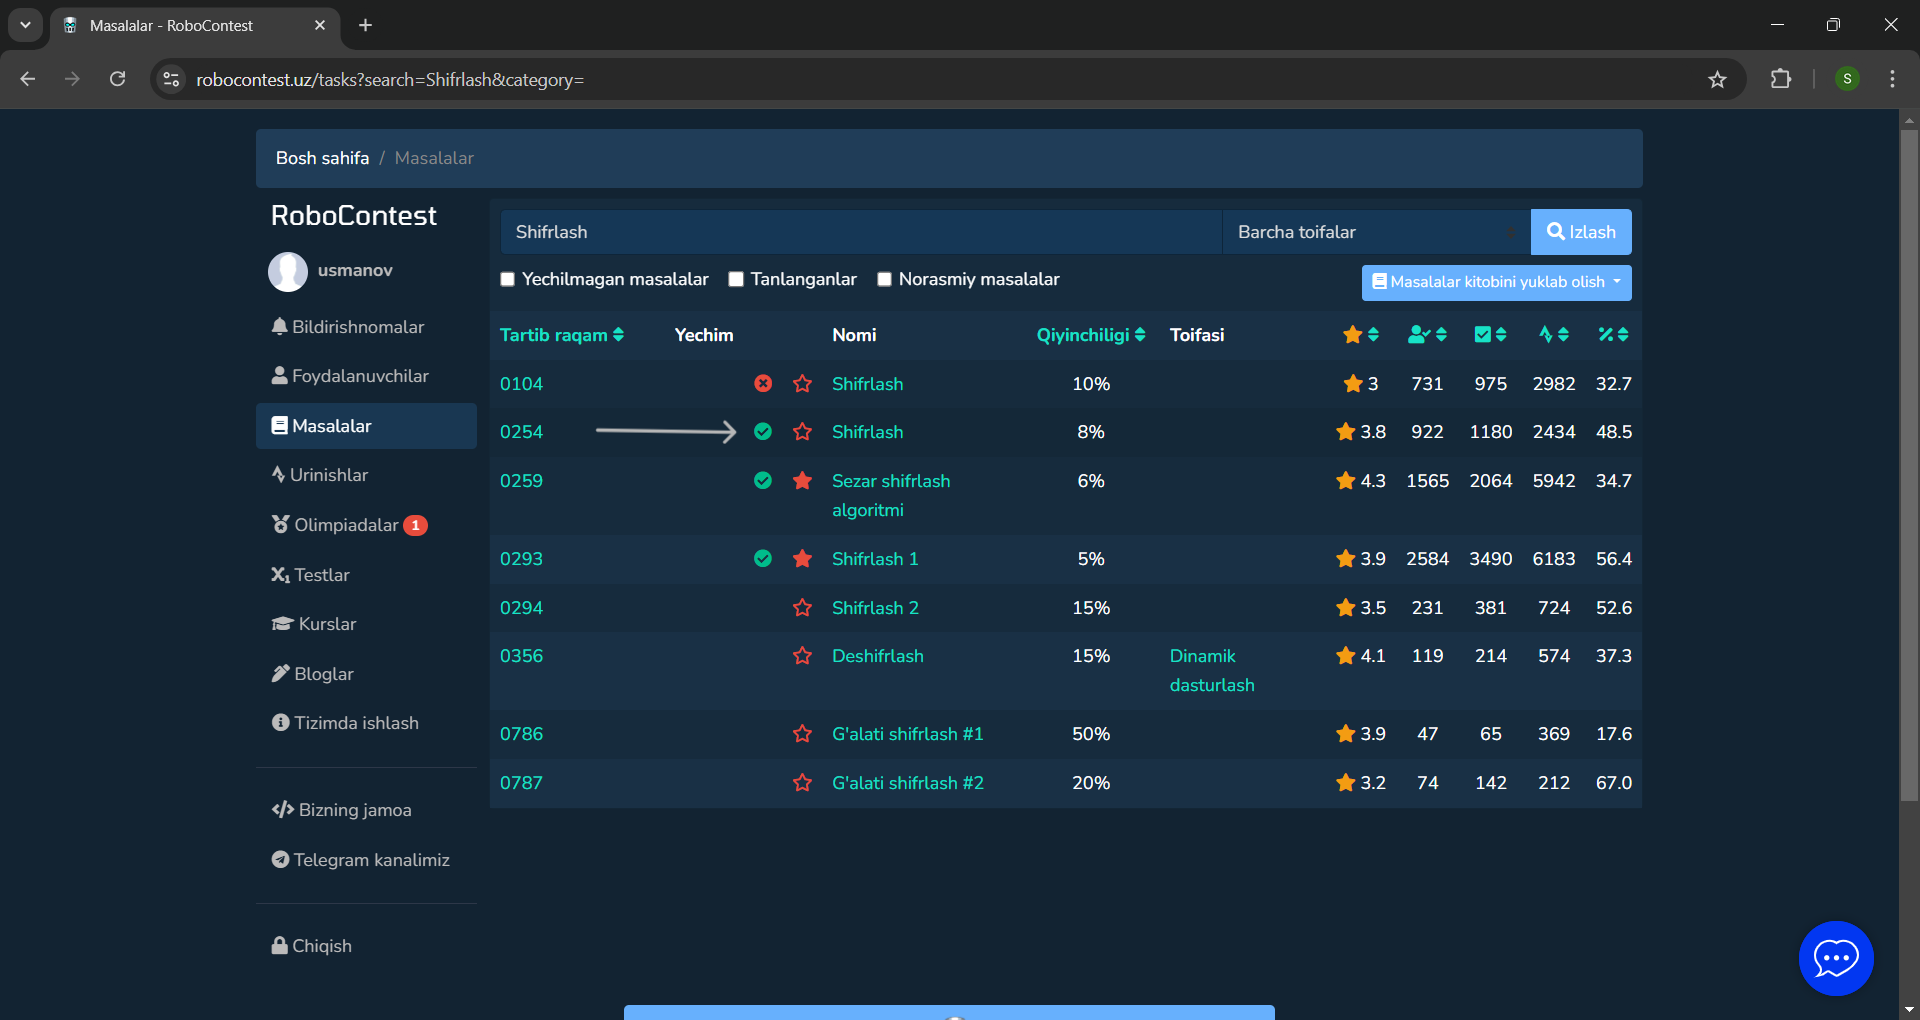 Masalalar - RoboContest
robocontest.uz/tasks?search=Shifrlash&category=
S
Bosh sahifa / Masalalar
RoboContest
usmanov
Bildirishnomalar
Foydalanuvchilar
Masalalar
Urinishlar
Olimpiadalar 1
Testlar
Kurslar
Bloglar
Tizimda ishlash
Bizning jamoa
Telegram kanalimiz
Chiqish
Shifrlash Barcha toifalar Izlash
Yechilmagan masalalar Tanlanganlar Norasmiy masalalar Masalalar kitobini yuklab olish
Tartib raqam Yechim Nomi Qiyinchiligi Toifasi
0104 Shifrlash 10% 3 731 975 2982 32.7
0254 Shifrlash 8% 3.8 922 1180 2434 48.5
0259 Sezar shifrlash 6% 4.3 1565 2064 5942 34.7
algoritmi
0293 Shifrlash 1 5% 3.9 2584 3490 6183 56.4
0294 Shifrlash 2 15% 3.5 231 381 724 52.6
0356 Deshifrlash 15% Dinamik 4.1 119 214 574 37.3
dasturlash
0786 G'alati shifrlash #1 50% 3.9 47 65 369 17.6
0787 G'alati shifrlash #2 20% 3.2 74 142 212 67.0